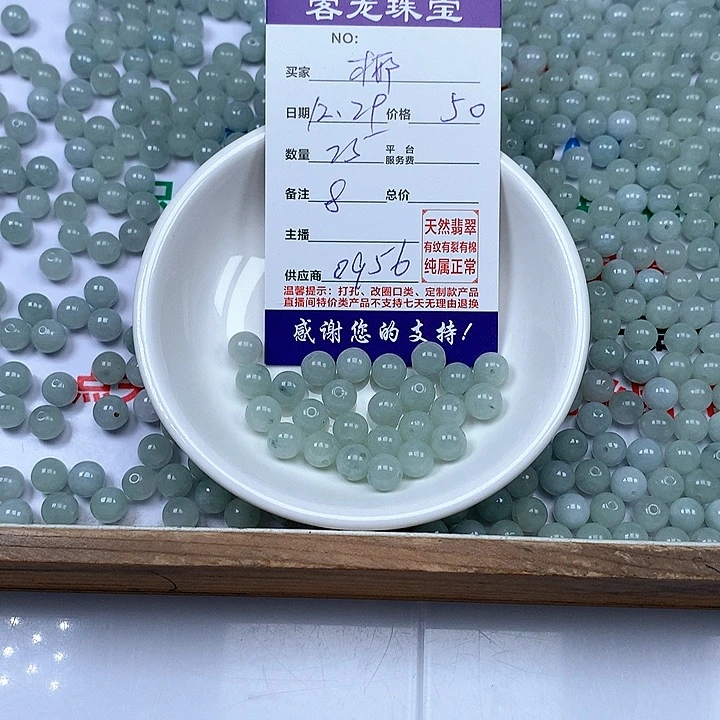 客龙珠宝
NO:
买家 椰
日期 12.29 价格 50
数量 25 平台服务费
备注 8 总价
主播
供应商 0956
天然翡翠
有纹有裂有棉
纯属正常
温馨提示：打孔、改圈口类、定制款产品
直播间特价类产品不支持七天无理由退换
感谢您的支持！